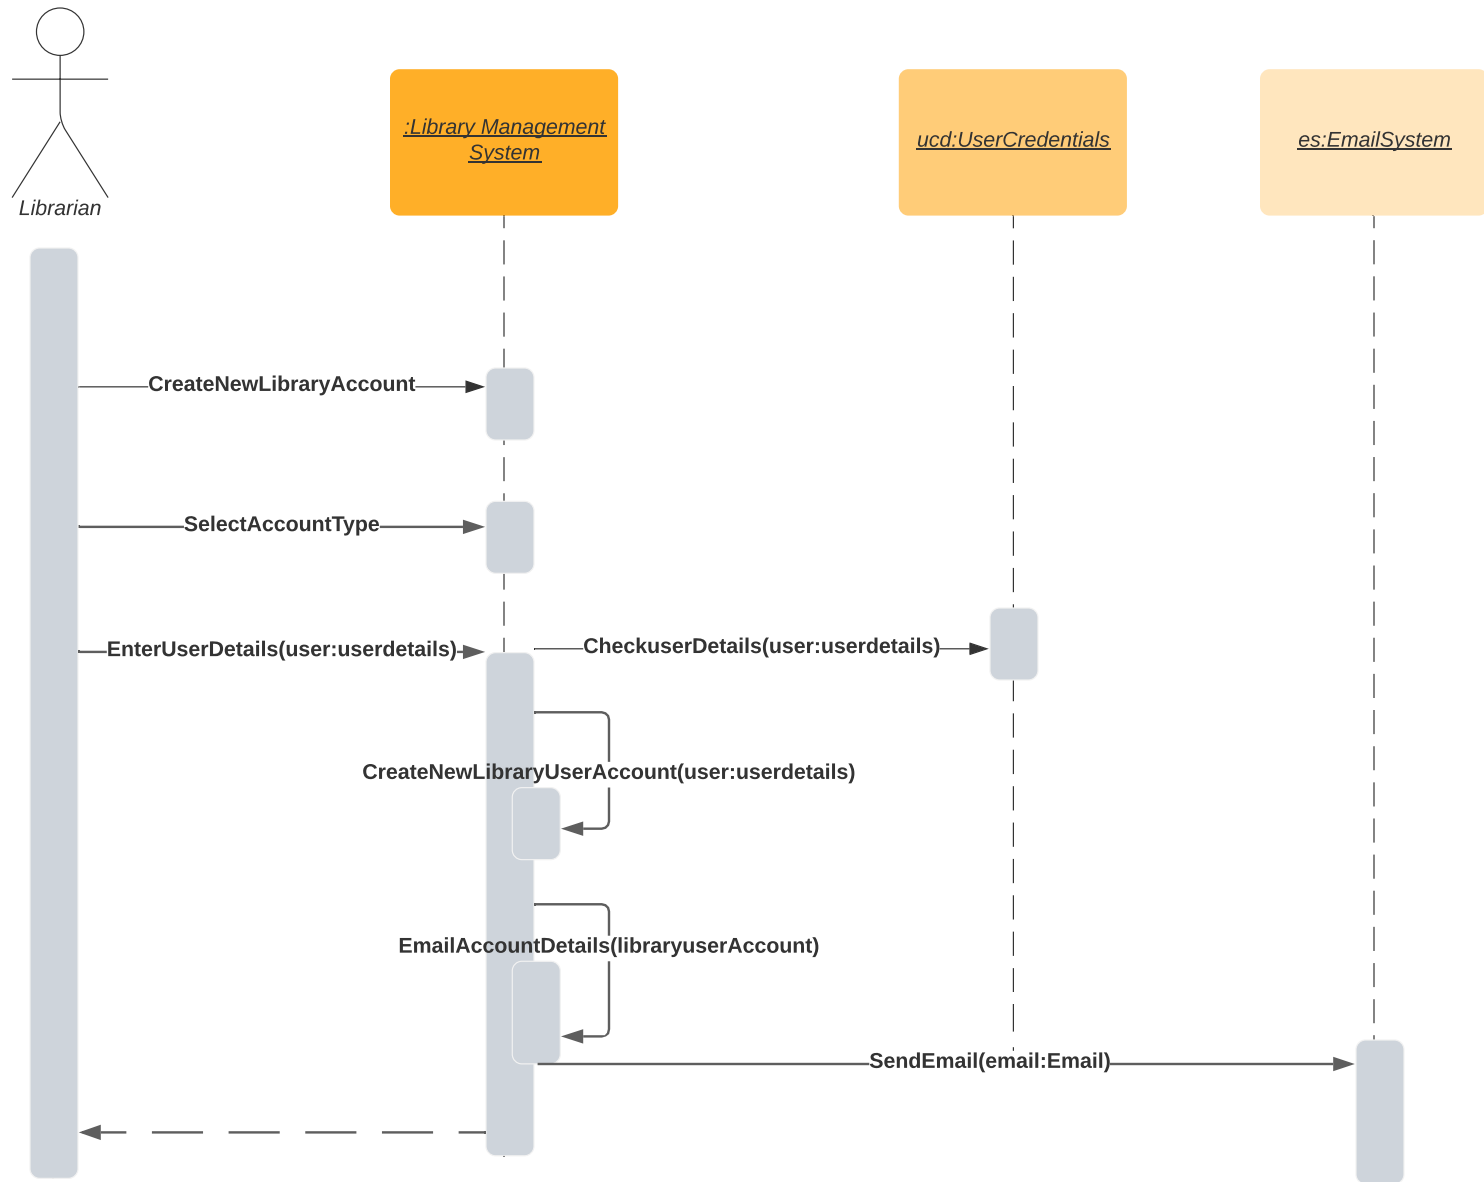 Librarian
:Library Management
System
ucd:UserCredentials
es:EmailSystem
CreateNewLibraryAccount
SelectAccountType
EnterUserDetails(user:userdetails)
CheckuserDetails(user:userdetails)
CreateNewLibraryUserAccount(user:userdetails)
EmailAccountDetails(libraryuserAccount)
SendEmail(email:Email)